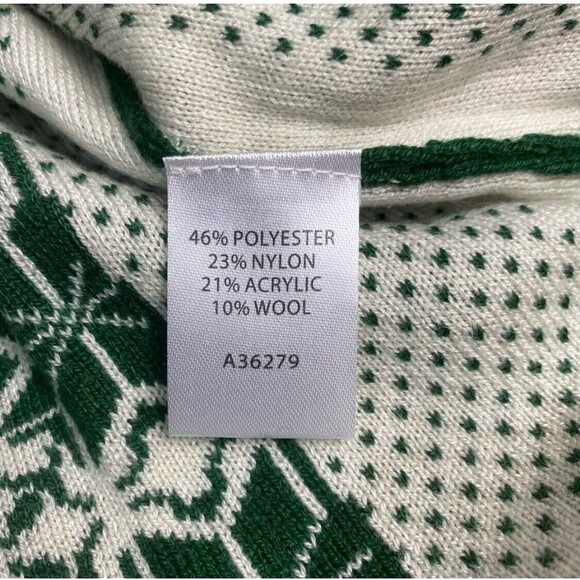 46% POLYESTER
23% NYLON
21% ACRYLIC
10% WOOL
A36279